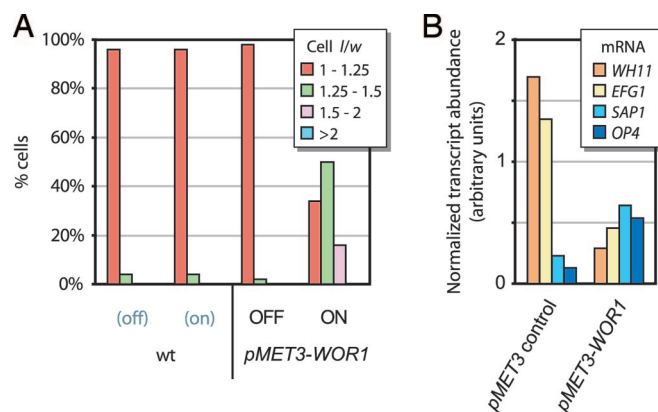 A
100%
80%
60%
40%
20%
0%
% cells
Cell l/w
1 - 1.25
1.25 - 1.5
1.5 - 2
>2
(off)
(on)
OFF
ON
wt
pMET3-WOR1
B
2
1
0
Normalized transcript abundance
(arbitrary units)
mRNA
WH11
EFG1
SAP1
OP4
pMET3 control
pMET3-WOR1